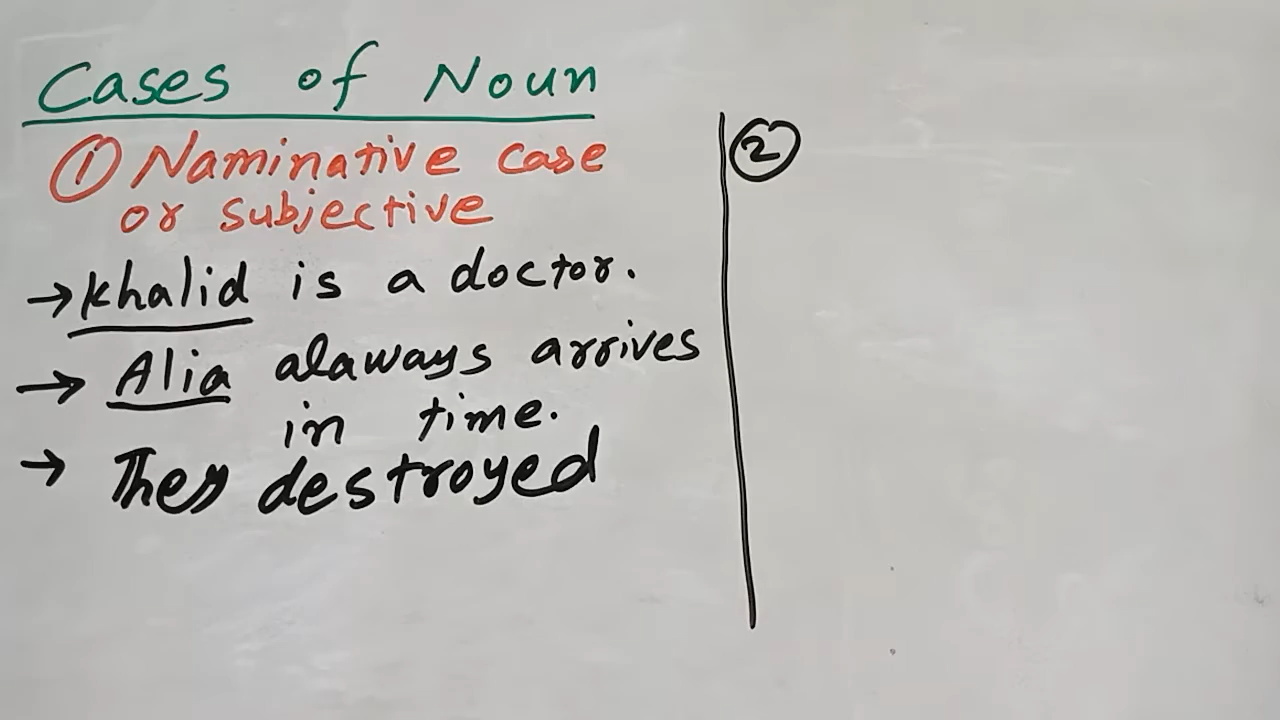 Cases of Noun
① Naminative case
or subjective
→ Khalid is a doctor.
→ Alia alaways arrives
in time.
→ They destroyed
②